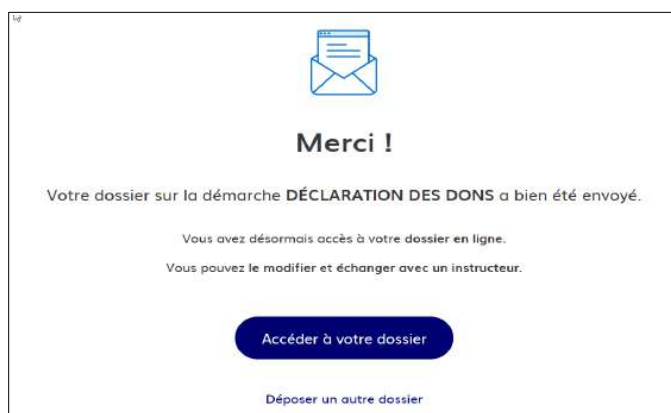 Merci !
Votre dossier sur la démarche DÉCLARATION DES DONS a bien été envoyé.
Vous avez désormais accès à votre dossier en ligne.
Vous pouvez le modifier et échanger avec un instructeur.
Accéder à votre dossier
Déposer un autre dossier